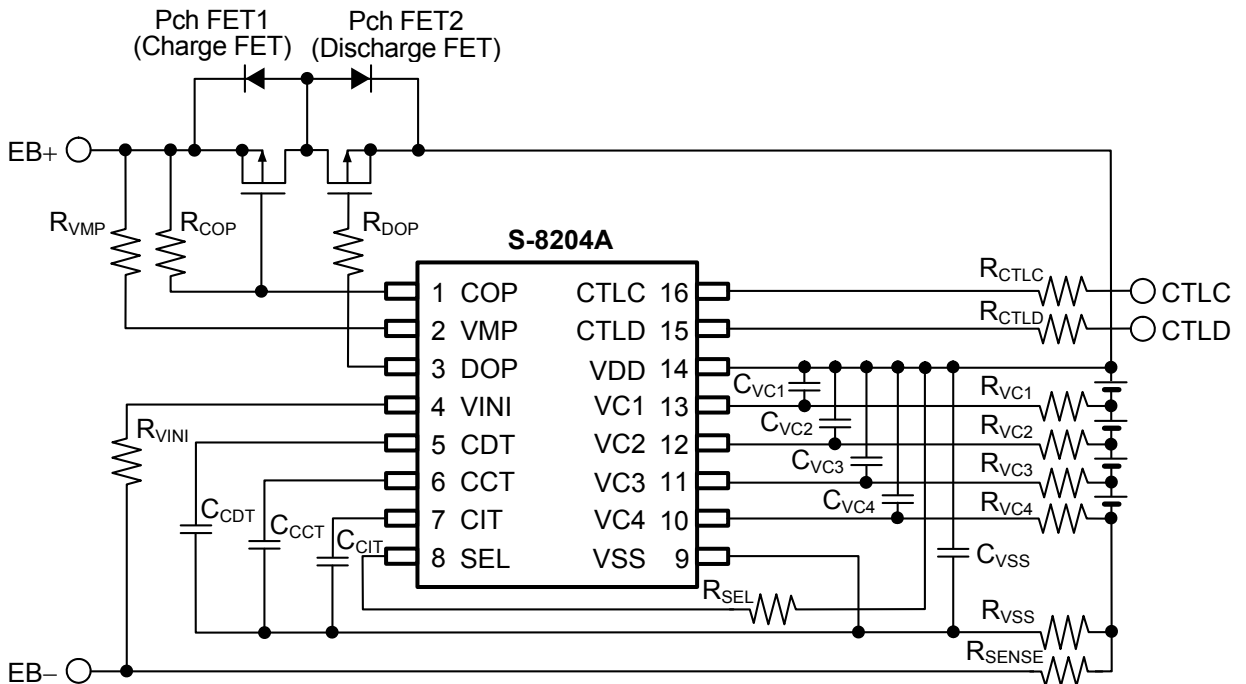 Pch FET1
(Charge FET)
Pch FET2
(Discharge FET)
EB+
RVMP
RCOP
RDOP
S-8204A
1 COP
2 VMP
3 DOP
4 VINI
5 CDT
6 CCT
7 CIT
8 SEL
CTLC 16
CTLD 15
VDD 14
VC1 13
VC2 12
VC3 11
VC4 10
VSS 9
RCTLC
CTLC
RCTLD
CTLD
CVC1
CVC2
CVC3
CVC4
RVC1
RVC2
RVC3
RVC4
RVINI
CCDT
CCCT
CCIT
CVSS
RSEL
RVSS
RSENSE
EB−